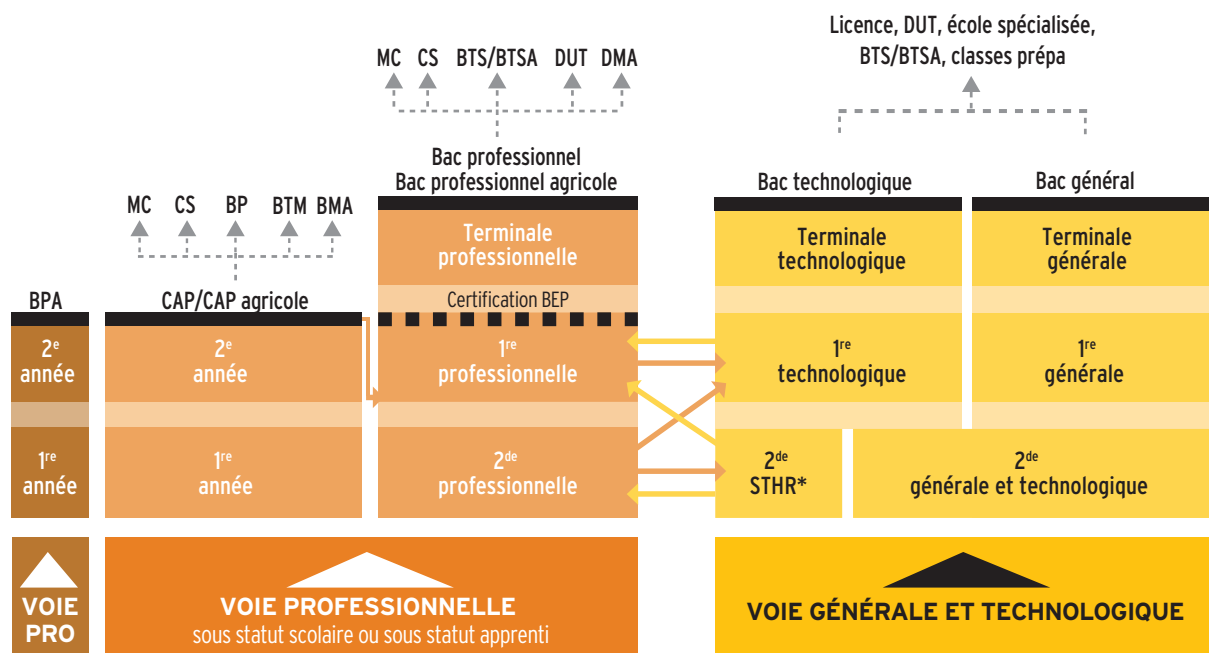 Licence, DUT, école spécialisée,
BTS/BTSA, classes prépa
MC CS BTS/BTSA DUT DMA
Bac professionnel
Bac professionnel agricole
Bac technologique
Bac général
MC CS BP BTM BMA
Terminale
professionnelle
Terminale
technologique
Terminale
générale
BPA
CAP/CAP agricole
Certification BEP
2e
année
2e
année
1re
professionnelle
1re
technologique
1re
générale
1re
année
1re
année
2de
professionnelle
2de
STHR*
2de
générale et technologique
VOIE
PRO
VOIE PROFESSIONNELLE
sous statut scolaire ou sous statut apprenti
VOIE GÉNÉRALE ET TECHNOLOGIQUE